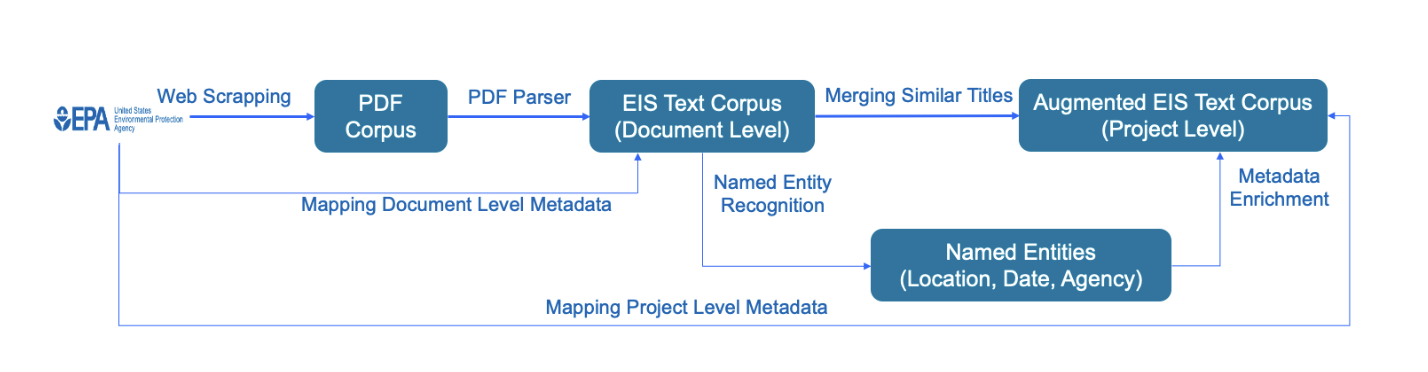 Web Scrapping
EPA
United States
Environmental Protection
Agency
PDF
Corpus
PDF Parser
EIS Text Corpus
(Document Level)
Merging Similar Titles
Augmented EIS Text Corpus
(Project Level)
Mapping Document Level Metadata
Named Entity
Recognition
Metadata
Enrichment
Named Entities
(Location, Date, Agency)
Mapping Project Level Metadata